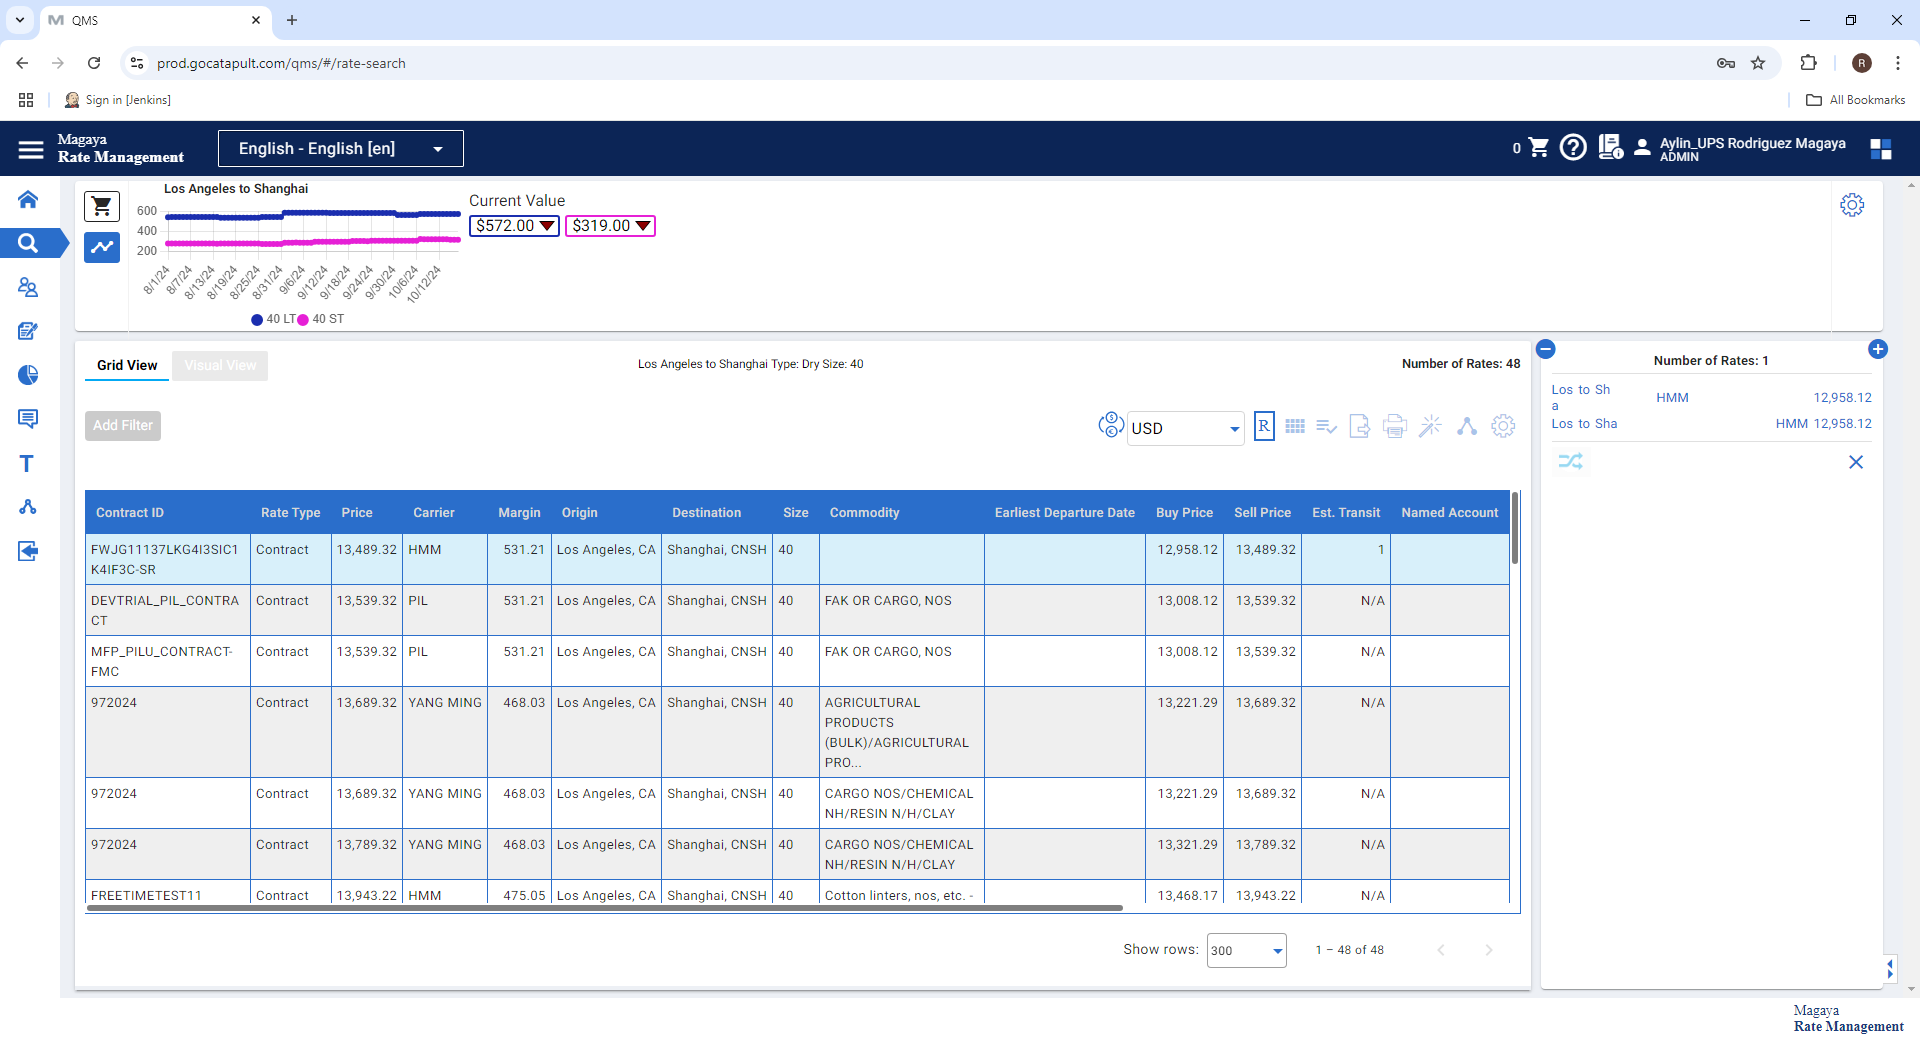 QMS
prod.gocatapult.com/qms/#/rate-search
R
Sign in [Jenkins]
All Bookmarks
Magaya
Rate Management
English - English [en]
0
Aylin_UPS Rodriguez Magaya
ADMIN
Los Angeles to Shanghai
600
400
200
8/1/24
8/7/24
8/13/24
8/19/24
8/25/24
8/31/24
9/6/24
9/12/24
9/18/24
9/24/24
9/30/24
10/6/24
10/12/24
40 LT 40 ST
Current Value
$572.00 $319.00
Grid View Visual View
Los Angeles to Shanghai Type: Dry Size: 40
Number of Rates: 48
Add Filter
USD
R
Contract ID Rate Type Price Carrier Margin Origin Destination Size Commodity Earliest Departure Date Buy Price Sell Price Est. Transit Named Account
FWJG11137LKG4I3SIC1 Contract 13,489.32 HMM 531.21 Los Angeles, CA Shanghai, CNSH 40 12,958.12 13,489.32 1
K4IF3C-SR
DEVTRIAL_PIL_CONTRA Contract 13,539.32 PIL 531.21 Los Angeles, CA Shanghai, CNSH 40 FAK OR CARGO, NOS 13,008.12 13,539.32 N/A
CT
MFP_PILU_CONTRACT- Contract 13,539.32 PIL 531.21 Los Angeles, CA Shanghai, CNSH 40 FAK OR CARGO, NOS 13,008.12 13,539.32 N/A
FMC
972024 Contract 13,689.32 YANG MING 468.03 Los Angeles, CA Shanghai, CNSH 40 AGRICULTURAL 13,221.29 13,689.32 N/A
PRODUCTS
(BULK)/AGRICULTURAL
PRO...
972024 Contract 13,689.32 YANG MING 468.03 Los Angeles, CA Shanghai, CNSH 40 CARGO NOS/CHEMICAL 13,221.29 13,689.32 N/A
NH/RESIN N/H/CLAY
972024 Contract 13,789.32 YANG MING 468.03 Los Angeles, CA Shanghai, CNSH 40 CARGO NOS/CHEMICAL 13,321.29 13,789.32 N/A
NH/RESIN N/H/CLAY
FREETIMETEST11 Contract 13,943.22 HMM 475.05 Los Angeles, CA Shanghai, CNSH 40 Cotton linters, nos, etc. - 13,468.17 13,943.22 N/A
Show rows: 300 1 – 48 of 48
Number of Rates: 1
Los to Sh
a
HMM 12,958.12
Los to Sha HMM 12,958.12
Magaya
Rate Management